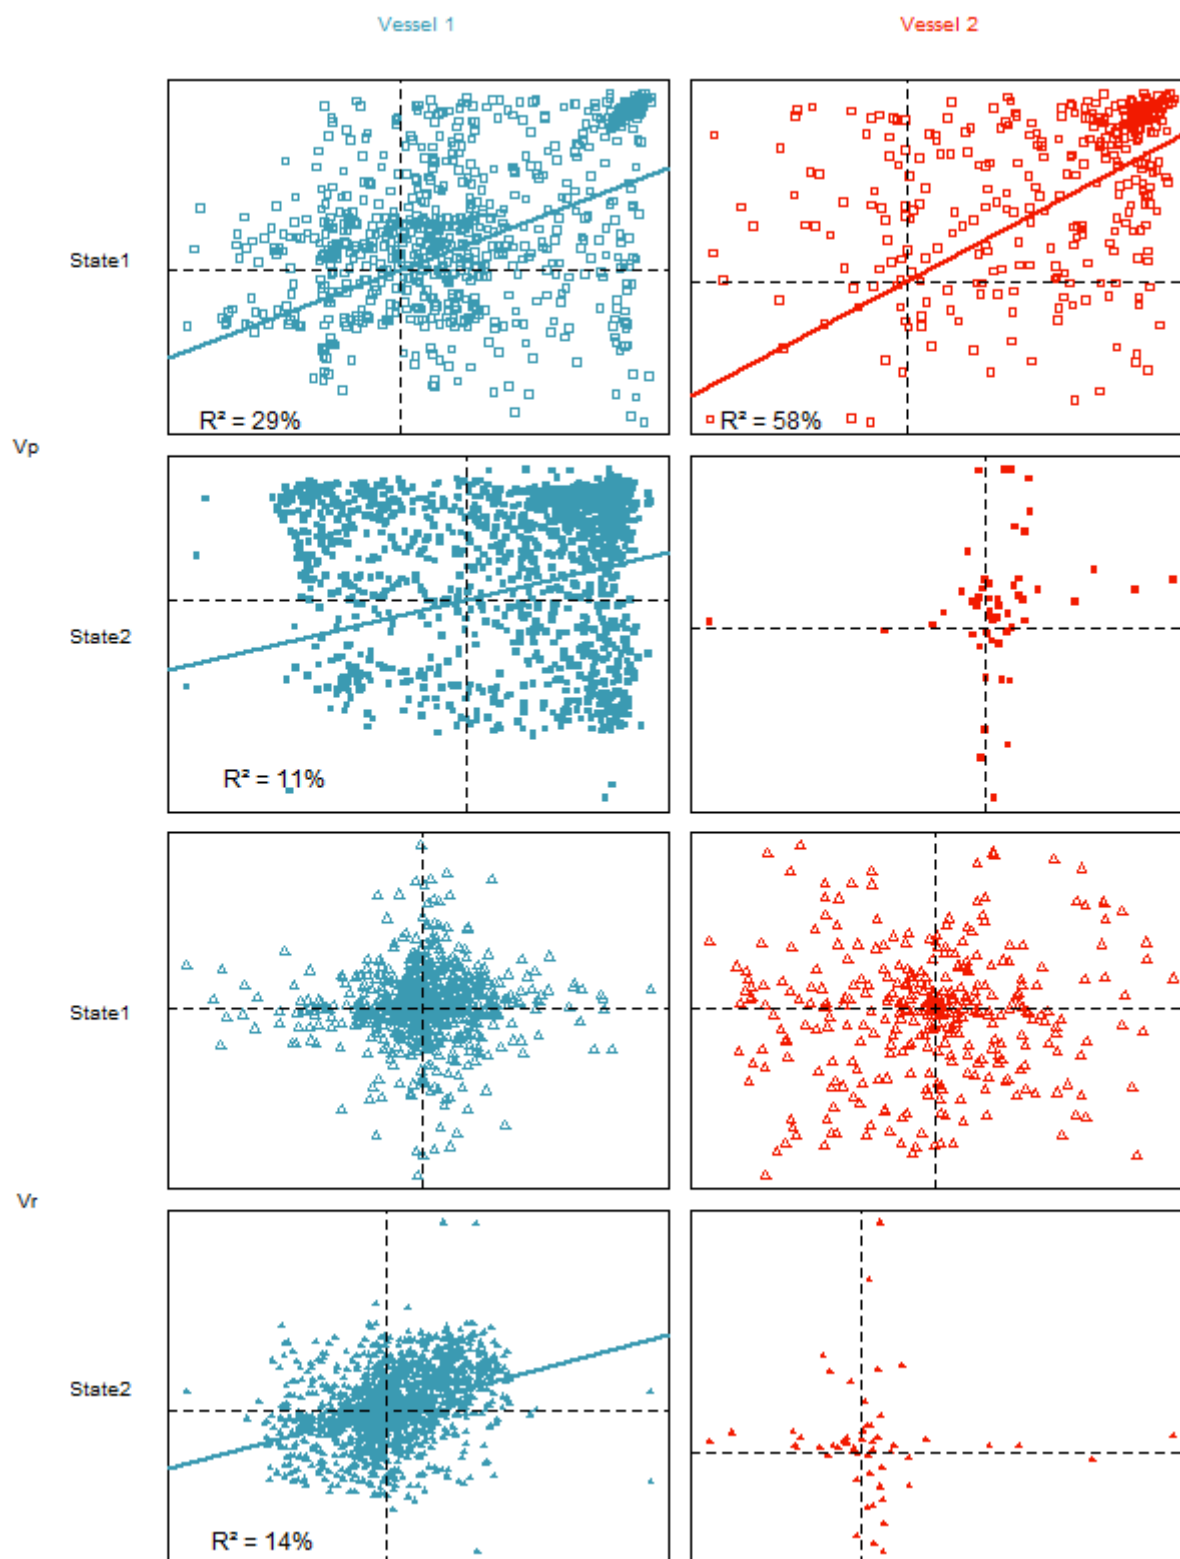 Vessel 1 Vessel 2
State1
R² = 29% R² = 58%
Vp
State2
R² = 11%
State1
Vr
State2
R² = 14%